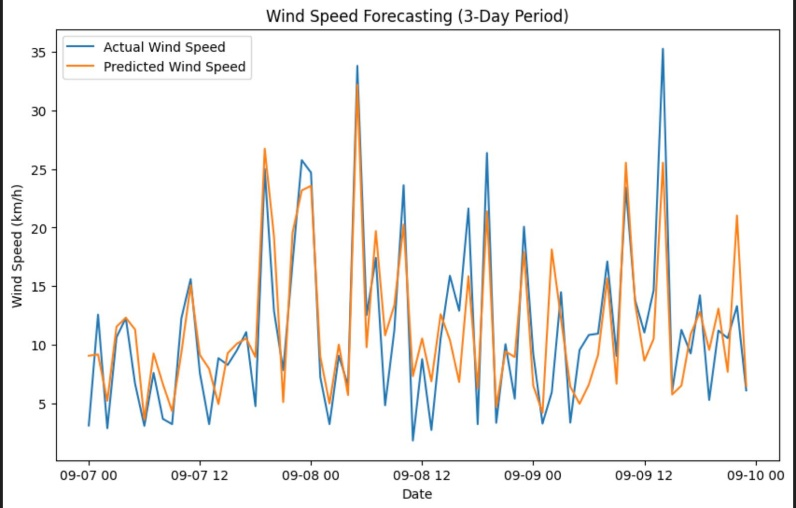 Wind Speed Forecasting (3-Day Period)
Actual Wind Speed
Predicted Wind Speed
35
30
25
20
15
10
5
Wind Speed (km/h)
09-07 00
09-07 12
09-08 00
09-08 12
09-09 00
09-09 12
09-10 00
Date